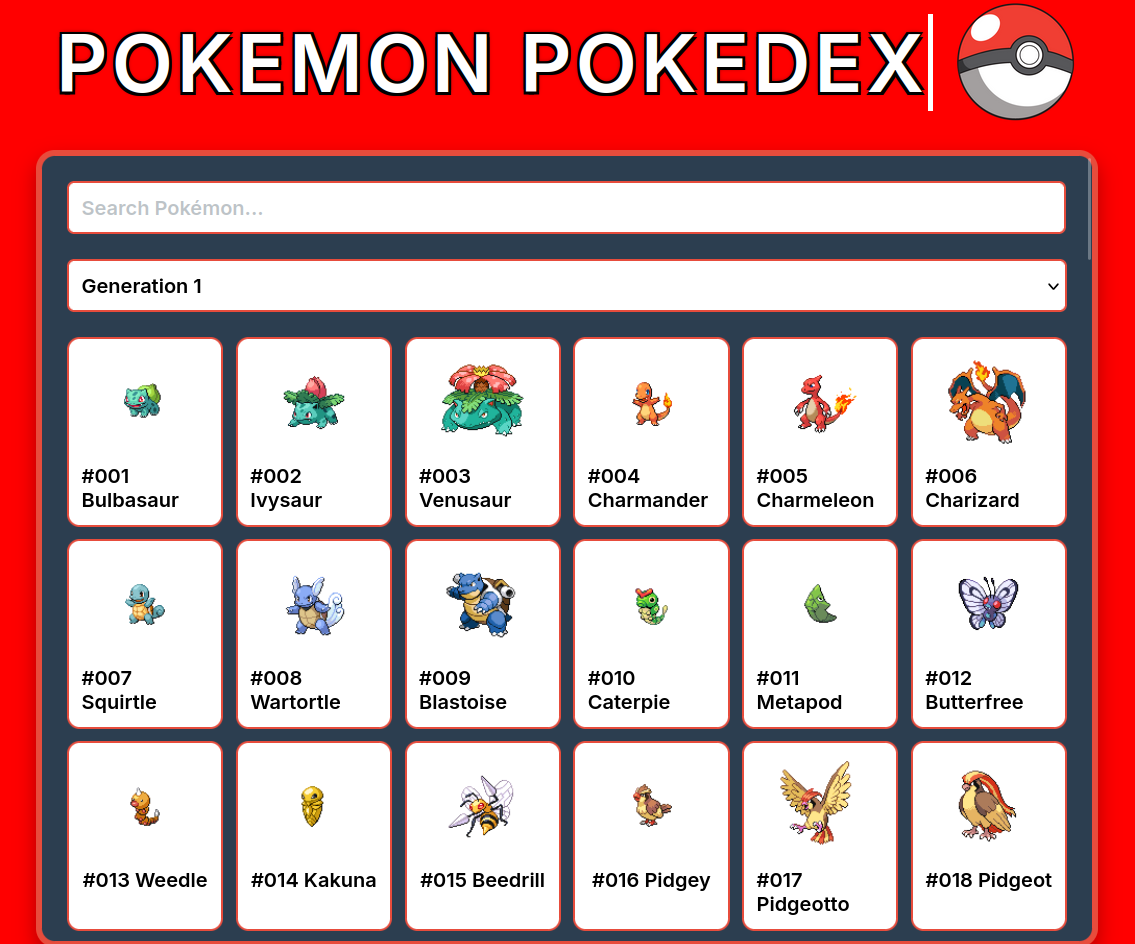 POKEMON POKEDEX
Search Pokémon...
Generation 1
#001
Bulbasaur
#002
Ivysaur
#003
Venusaur
#004
Charmander
#005
Charmeleon
#006
Charizard
#007
Squirtle
#008
Wartortle
#009
Blastoise
#010
Caterpie
#011
Metapod
#012
Butterfree
#013 Weedle
#014 Kakuna
#015 Beedrill
#016 Pidgey
#017
Pidgeotto
#018 Pidgeot